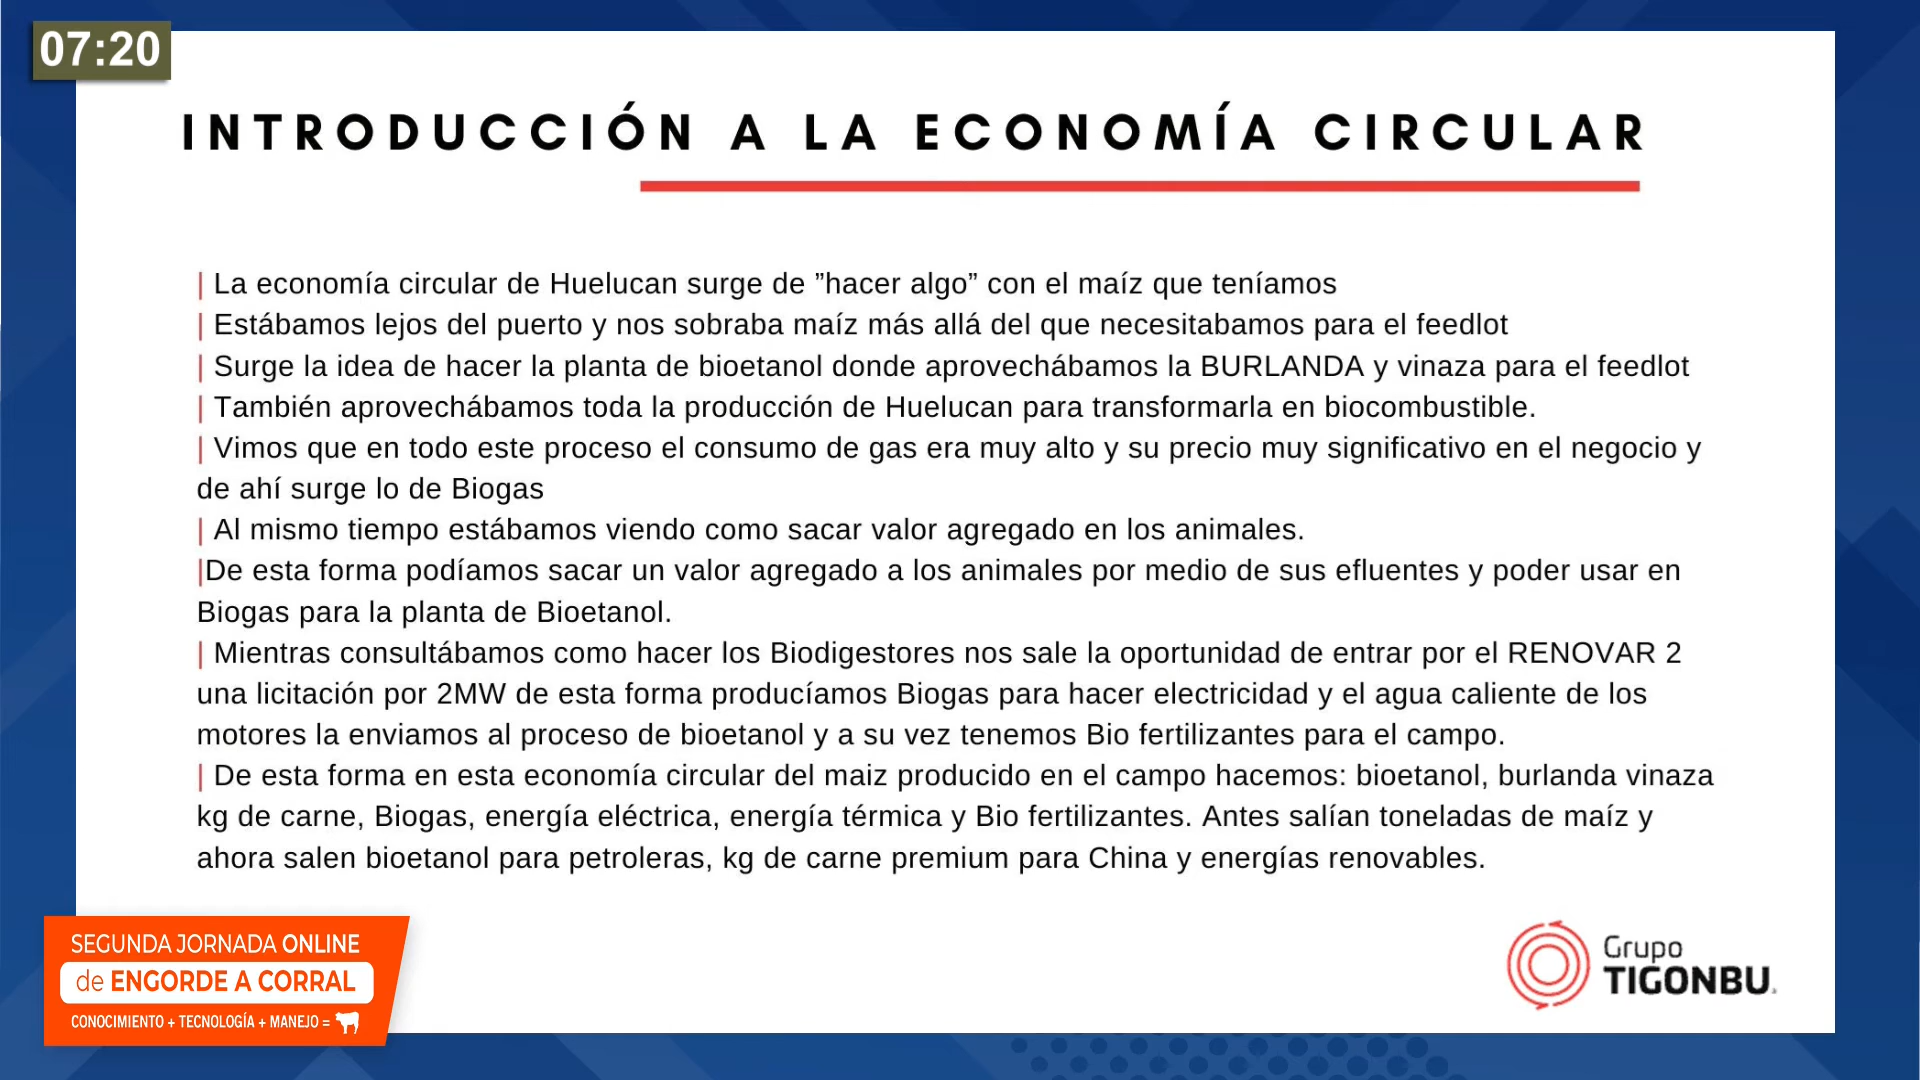 07:20
INTRODUCCIÓN A LA ECONOMÍA CIRCULAR
| La economía circular de Huelucan surge de ”hacer algo” con el maíz que teníamos
| Estábamos lejos del puerto y nos sobraba maíz más allá del que necesitabamos para el feedlot
| Surge la idea de hacer la planta de bioetanol donde aprovechábamos la BURLANDA y vinaza para el feedlot
| También aprovechábamos toda la producción de Huelucan para transformarla en biocombustible.
| Vimos que en todo este proceso el consumo de gas era muy alto y su precio muy significativo en el negocio y
de ahí surge lo de Biogas
| Al mismo tiempo estábamos viendo como sacar valor agregado en los animales.
|De esta forma podíamos sacar un valor agregado a los animales por medio de sus efluentes y poder usar en
Biogas para la planta de Bioetanol.
| Mientras consultábamos como hacer los Biodigestores nos sale la oportunidad de entrar por el RENOVAR 2
una licitación por 2MW de esta forma producíamos Biogas para hacer electricidad y el agua caliente de los
motores la enviamos al proceso de bioetanol y a su vez tenemos Bio fertilizantes para el campo.
| De esta forma en esta economía circular del maiz producido en el campo hacemos: bioetanol, burlanda vinaza
kg de carne, Biogas, energía eléctrica, energía térmica y Bio fertilizantes. Antes salían toneladas de maíz y
ahora salen bioetanol para petroleras, kg de carne premium para China y energías renovables.
SEGUNDA JORNADA ONLINE
de ENGORDE A CORRAL
CONOCIMIENTO + TECNOLOGÍA + MANEJO =
Grupo
TIGONBU